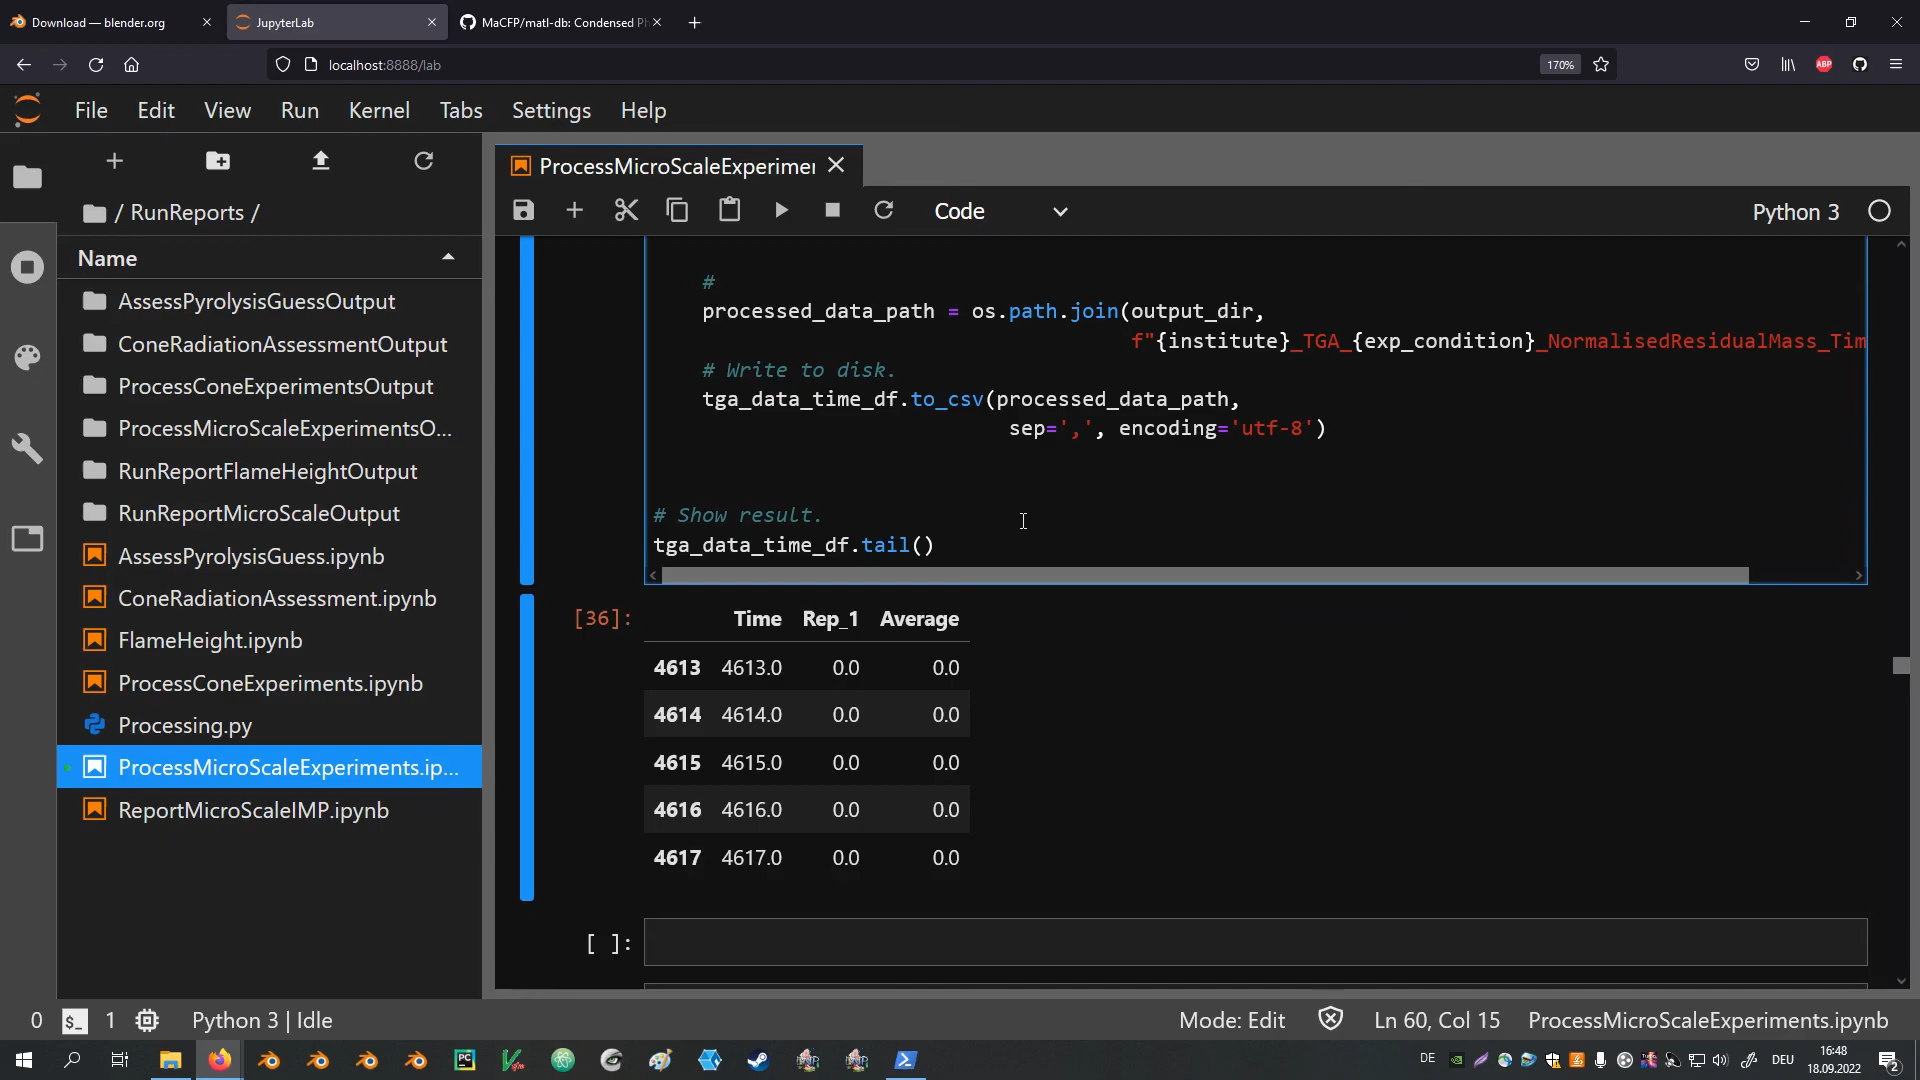 Download — blender.org
JupyterLab
MaCFP/matl-db: Condensed Ph
localhost:8888/lab
170%
ABP
File Edit View Run Kernel Tabs Settings Help
ProcessMicroScaleExperimer
/ RunReports /
Code
Python 3
Name
AssessPyrolysisGuessOutput
ConeRadiationAssessmentOutput
ProcessConeExperimentsOutput
ProcessMicroScaleExperimentsO...
RunReportFlameHeightOutput
RunReportMicroScaleOutput
AssessPyrolysisGuess.ipynb
ConeRadiationAssessment.ipynb
FlameHeight.ipynb
ProcessConeExperiments.ipynb
Processing.py
ProcessMicroScaleExperiments.ip...
ReportMicroScaleIMP.ipynb
#
processed_data_path = os.path.join(output_dir,
f"{institute}_TGA_{exp_condition}_NormalisedResidualMass_Tim
# Write to disk.
tga_data_time_df.to_csv(processed_data_path,
sep=',', encoding='utf-8')
# Show result.
tga_data_time_df.tail()
[36]:
Time Rep_1 Average
4613 4613.0 0.0 0.0
4614 4614.0 0.0 0.0
4615 4615.0 0.0 0.0
4616 4616.0 0.0 0.0
4617 4617.0 0.0 0.0
[ ]:
0 $_ 1 Python 3 | Idle
Mode: Edit Ln 60, Col 15 ProcessMicroScaleExperiments.ipynb
PC
DE
DEU
16:48
18.09.2022
2